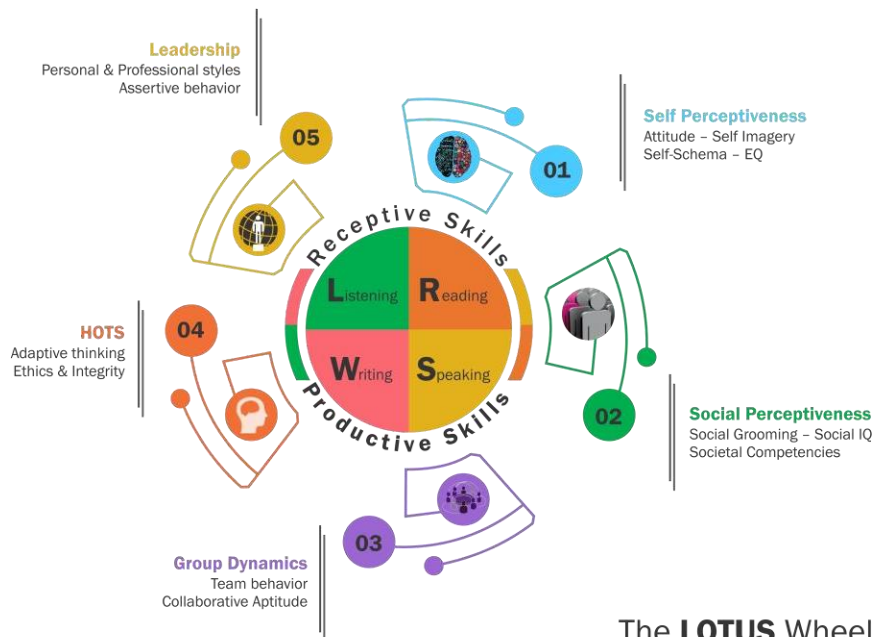 Leadership
Personal & Professional styles
Assertive behavior
05
Self Perceptiveness
Attitude – Self Imagery
Self-Schema – EQ
01
Receptive Skills
Listening
Reading
Writing
Speaking
Productive Skills
HOTS
Adaptive thinking
Ethics & Integrity
04
02
Social Perceptiveness
Social Grooming – Social IQ
Societal Competencies
03
Group Dynamics
Team behavior
Collaborative Aptitude
The LOTUS Wheel